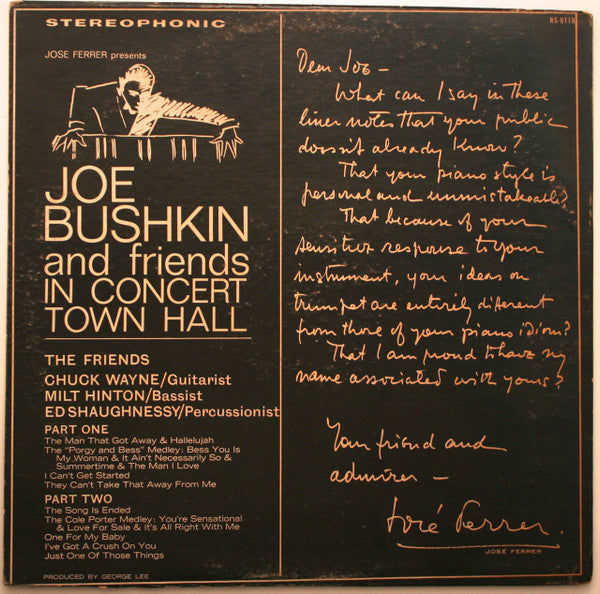 STEREOPHONIC
RS-6119
JOSE FERRER presents
JOE
BUSHKIN
and friends
IN CONCERT
TOWN HALL
THE FRIENDS
CHUCK WAYNE/Guitarist
MILT HINTON/Bassist
ED SHAUGHNESSY/Percussionist
PART ONE
The Man That Got Away & Hallelujah
The "Porgy and Bess" Medley: Bess You Is
My Woman & It Ain't Necessarily So &
Summertime & The Man I Love
I Can't Get Started
They Can't Take That Away From Me
PART TWO
The Song Is Ended
The Cole Porter Medley: You're Sensational
& Love For Sale & It's All Right With Me
One For My Baby
I've Got A Crush On You
Just One Of Those Things
PRODUCED BY GEORGE LEE
Dear Joe –
What can I say in these
liner notes that your public
doesn't already know?
That your piano style is
personal and unmistakeable?
That because of your
sensitive response to your
instrument, your ideas on
trumpet are entirely different
from those of your piano idiom?
That I am proud to have my
name associated with yours?
Your friend and
admirer –
José Ferrer.
JOSÉ FERRER